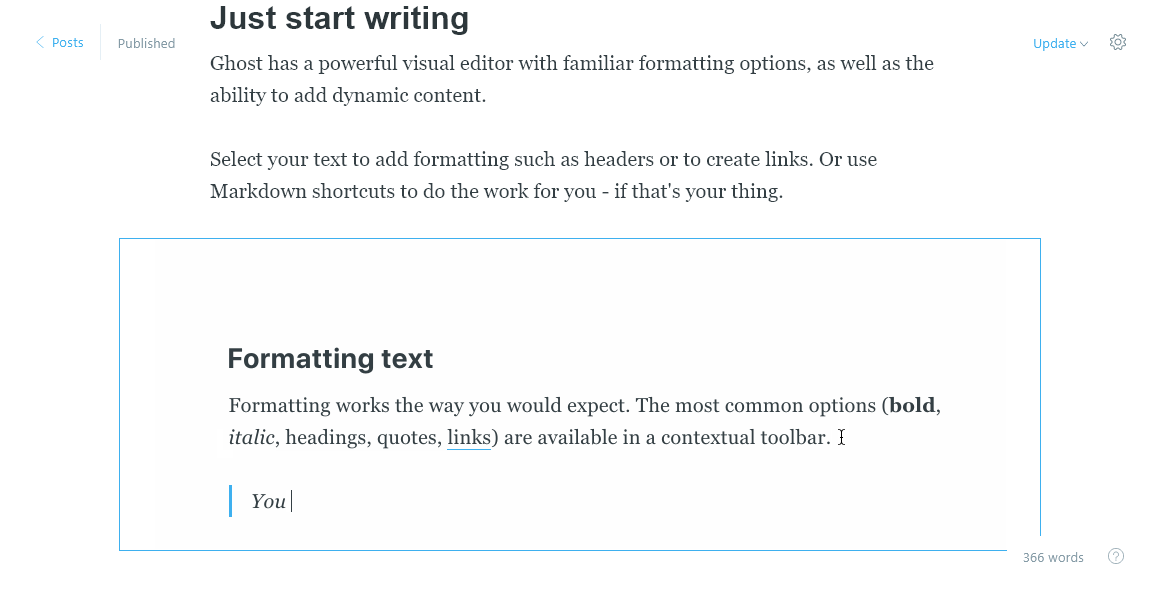 Just start writing
Posts
Published
Update
Ghost has a powerful visual editor with familiar formatting options, as well as the
ability to add dynamic content.
Select your text to add formatting such as headers or to create links. Or use
Markdown shortcuts to do the work for you - if that's your thing.
Formatting text
Formatting works the way you would expect. The most common options (bold,
italic, headings, quotes, links) are available in a contextual toolbar.
You
366 words
?